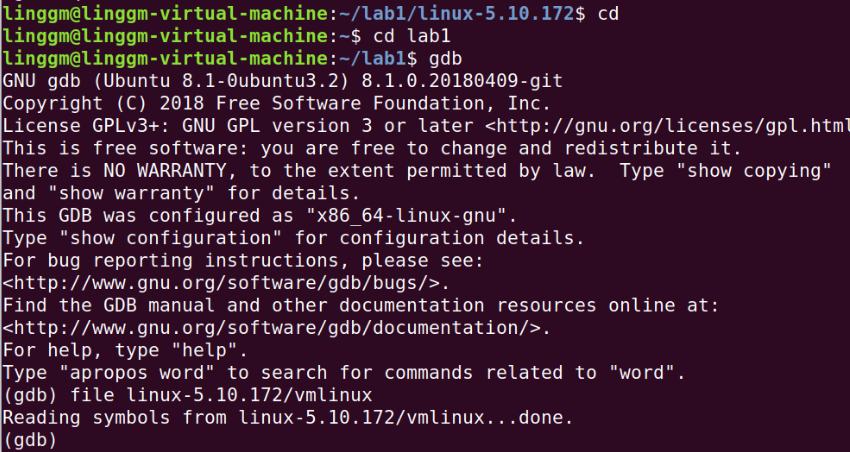 linggm@linggm-virtual-machine:~/lab1/linux-5.10.172$ cd
linggm@linggm-virtual-machine:~$ cd lab1
linggm@linggm-virtual-machine:~/lab1$ gdb
GNU gdb (Ubuntu 8.1-0ubuntu3.2) 8.1.0.20180409-git
Copyright (C) 2018 Free Software Foundation, Inc.
License GPLv3+: GNU GPL version 3 or later <http://gnu.org/licenses/gpl.html
This is free software: you are free to change and redistribute it.
There is NO WARRANTY, to the extent permitted by law.  Type "show copying"
and "show warranty" for details.
This GDB was configured as "x86_64-linux-gnu".
Type "show configuration" for configuration details.
For bug reporting instructions, please see:
<http://www.gnu.org/software/gdb/bugs/>.
Find the GDB manual and other documentation resources online at:
<http://www.gnu.org/software/gdb/documentation/>.
For help, type "help".
Type "apropos word" to search for commands related to "word".
(gdb) file linux-5.10.172/vmlinux
Reading symbols from linux-5.10.172/vmlinux...done.
(gdb)